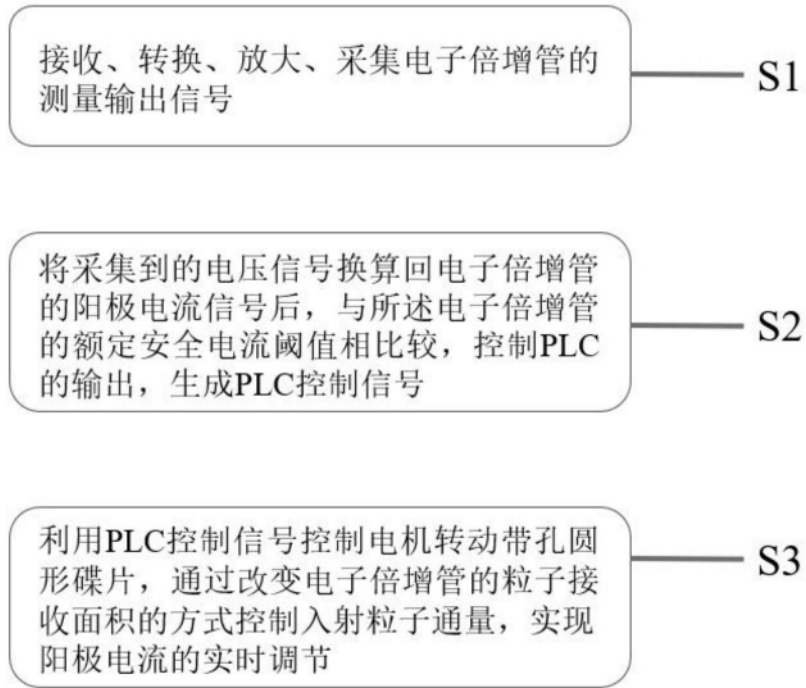 接收、转换、放大、采集电子倍增管的
测量输出信号
S1
将采集到的电压信号换算回电子倍增管
的阳极电流信号后，与所述电子倍增管
的额定安全电流阈值相比较，控制PLC
的输出，生成PLC控制信号
S2
利用PLC控制信号控制电机转动带孔圆
形碟片，通过改变电子倍增管的粒子接
收面积的方式控制入射粒子通量，实现
阳极电流的实时调节
S3